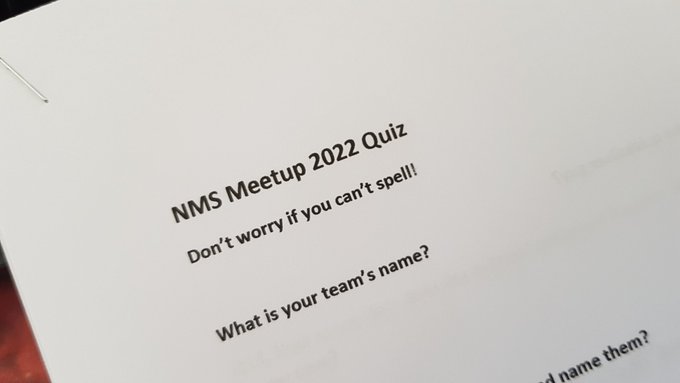 NMS Meetup 2022 Quiz
Don't worry if you can't spell!
What is your team's name?
name them?